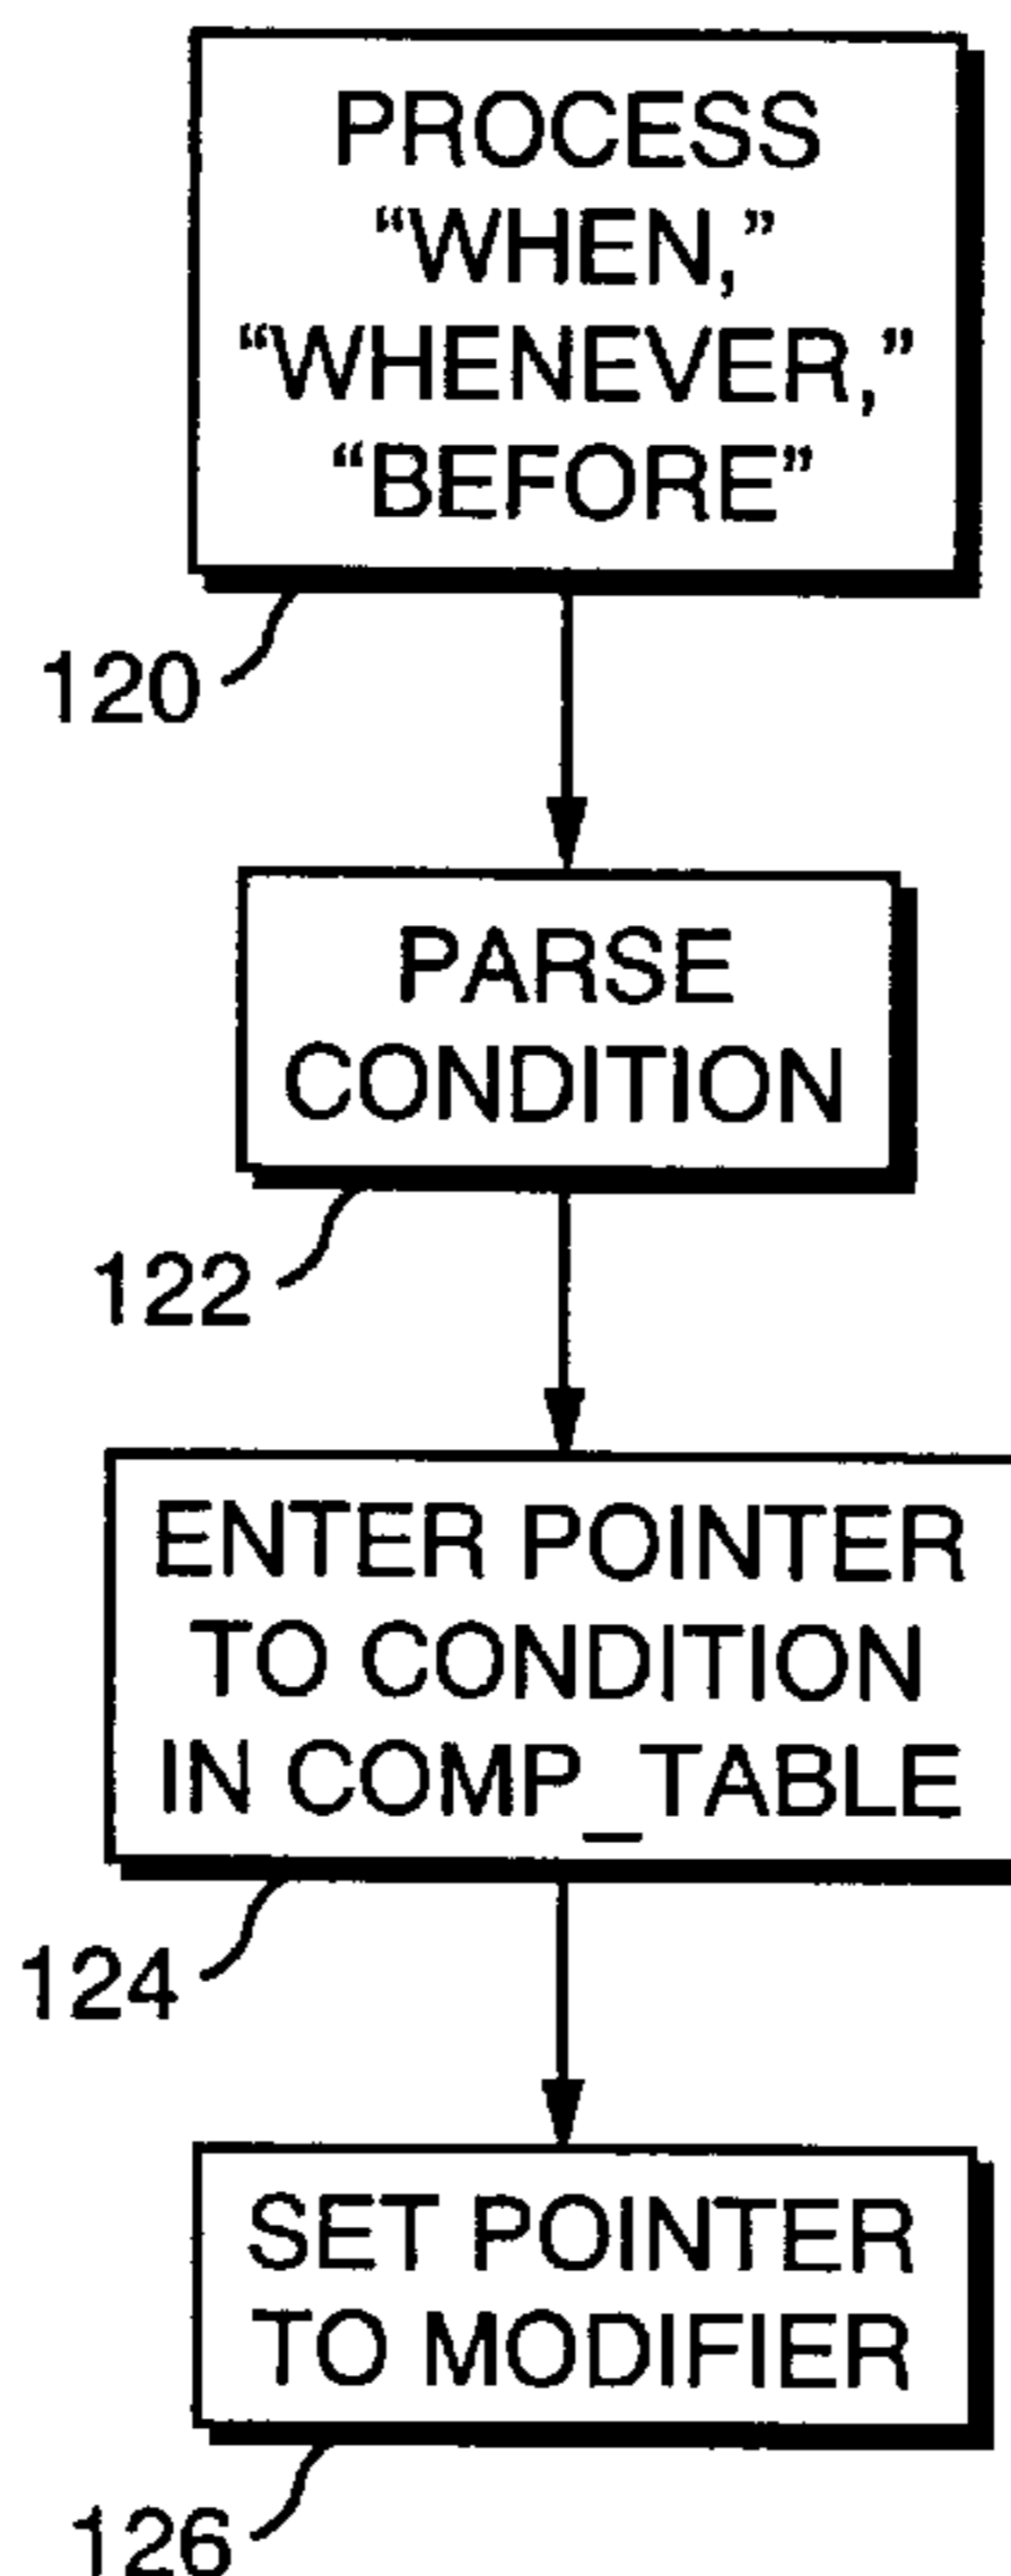 PROCESS
“WHEN,”
“WHENEVER,”
“BEFORE”
120
PARSE
CONDITION
122
ENTER POINTER
TO CONDITION
IN COMP_TABLE
124
SET POINTER
TO MODIFIER
126